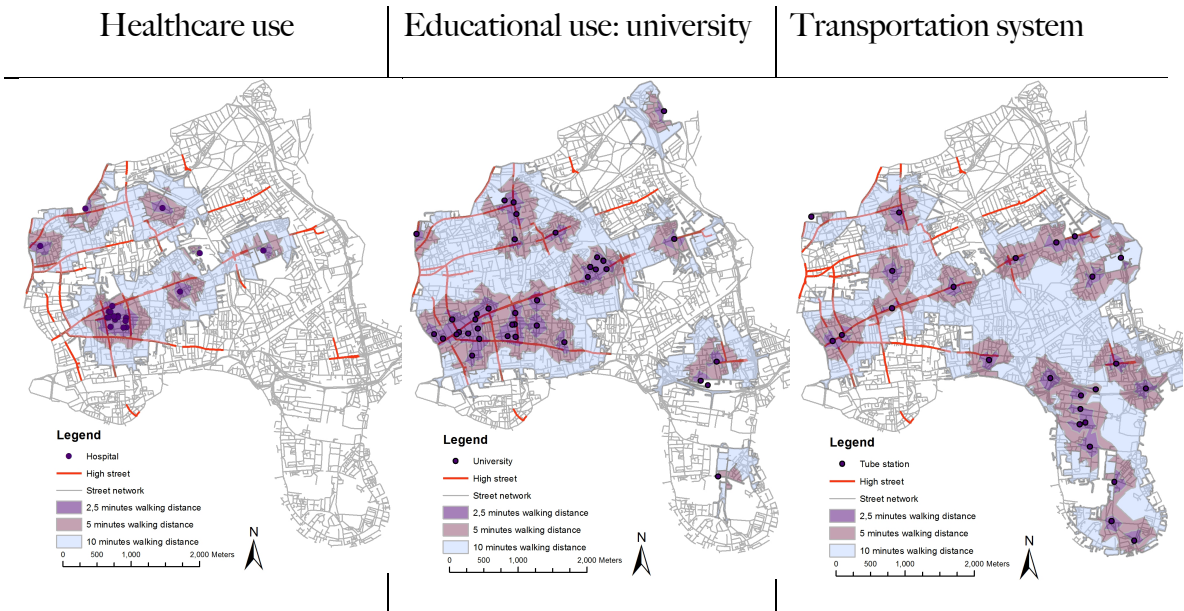 Healthcare use
Educational use: university
Transportation system
Legend
Hospital
High street
Street network
2,5 minutes walking distance
5 minutes walking distance
10 minutes walking distance
0 500 1,000 2,000 Meters
N
Legend
University
High street
Street network
2,5 minutes walking distance
5 minutes walking distance
10 minutes walking distance
0 500 1,000 2,000 Meters
N
Legend
Tube station
High street
Street network
2,5 minutes walking distance
5 minutes walking distance
10 minutes walking distance
0 500 1,000 2,000 Meters
N